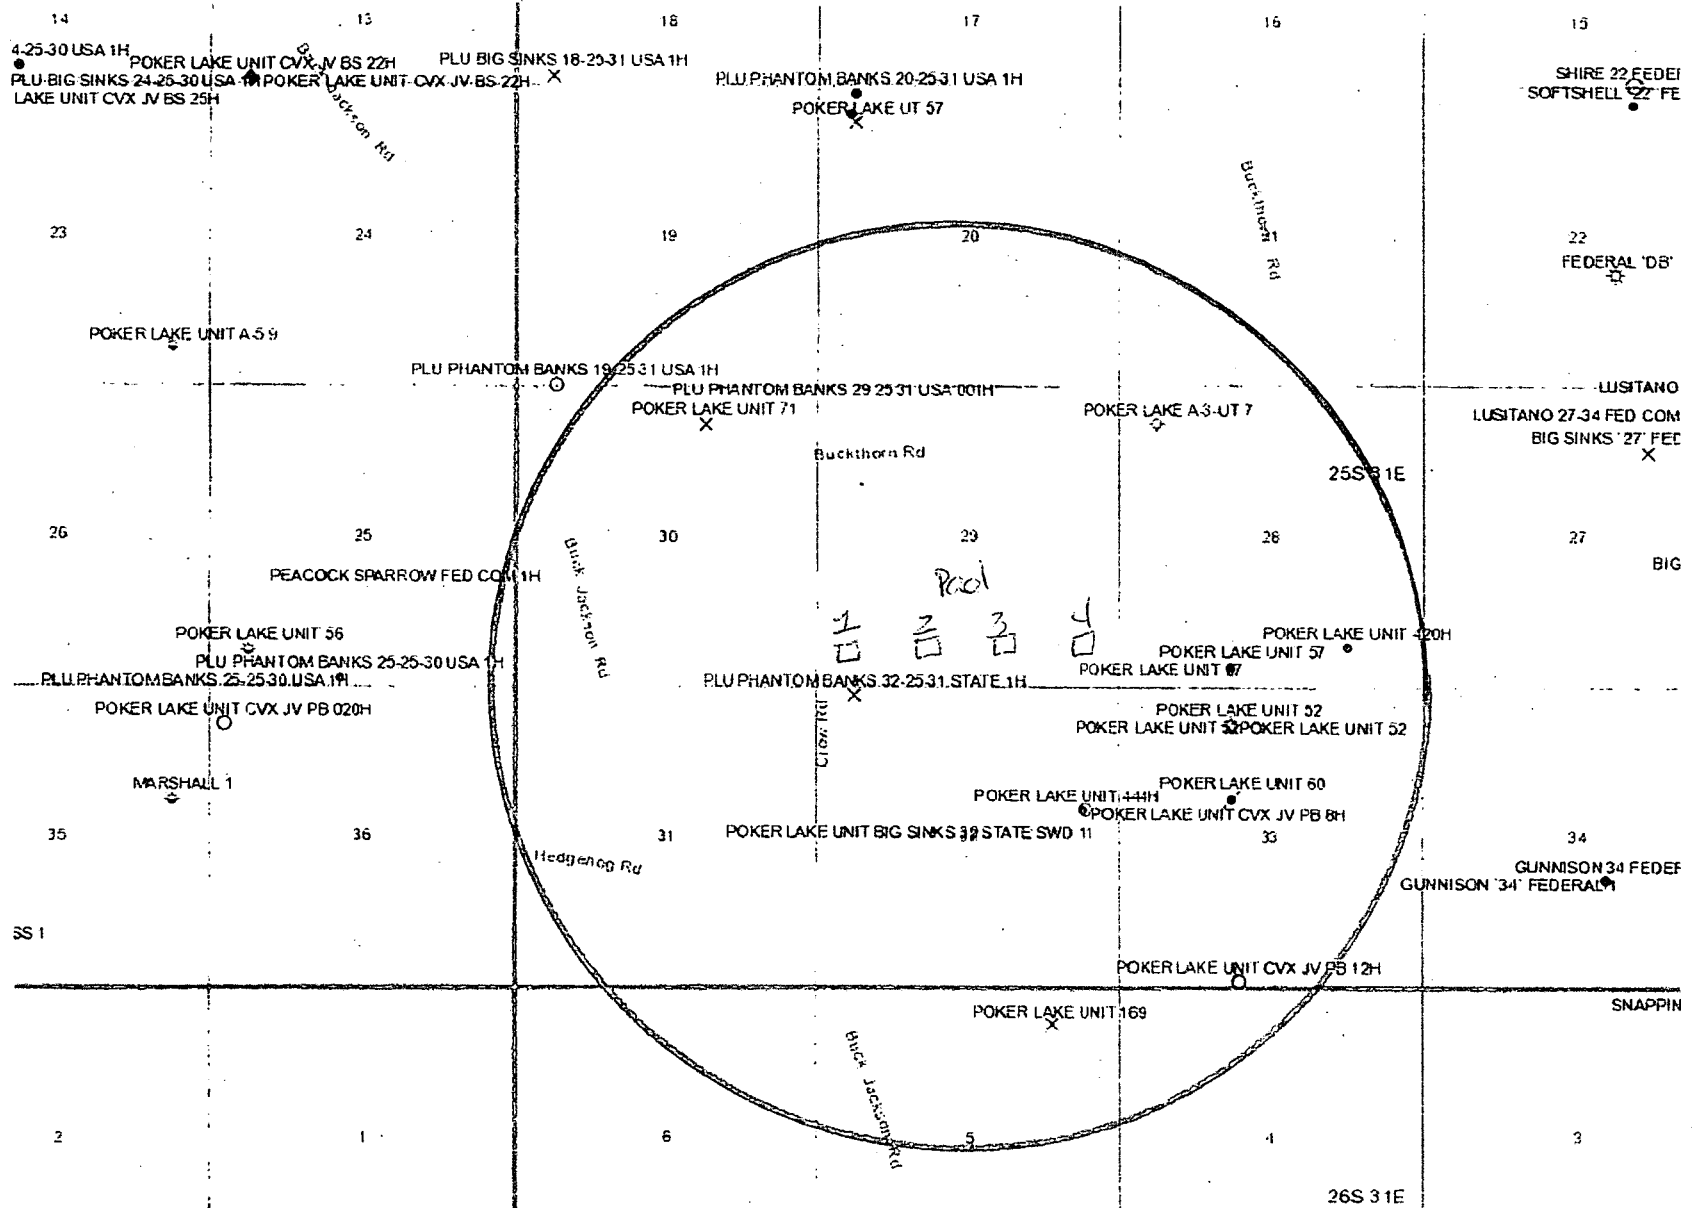 14 13 18 17 16 15
4-25-30 USA 1H
POKER LAKE UNIT CVX JV BS 22H
PLU BIG SINKS 18-25-31 USA 1H
PLU PHANTOM BANKS 20-25-31 USA 1H
SHIRE 22 FEDE
PLU BIG SINKS 24-25-30 USA 1H POKER LAKE UNIT CVX JV BS 22H
SOFTSHELL '22' FE
LAKE UNIT CVX JV BS 25H
POKER LAKE UT 57
Buck Jackson Rd
Buckthorn Rd
23 24 19 20 21 22
FEDERAL 'DB'
POKER LAKE UNIT A-5 9
PLU PHANTOM BANKS 19-25-31 USA 1H
PLU PHANTOM BANKS 29 25 31 USA 001H
LUSITANO
POKER LAKE UNIT 71
POKER LAKE A-3-UT 7
LUSITANO 27-34 FED COM
BIG SINKS '27' FED
Buckthorn Rd
25S 31E
26 25 30 29 28 27
PEACOCK SPARROW FED COM 1H
BIG
Buck Jackson Rd
Pad
1 2 3 4
POKER LAKE UNIT 56
POKER LAKE UNIT 420H
POKER LAKE UNIT 57
PLU PHANTOM BANKS 25-25-30 USA 1H
POKER LAKE UNIT
PLU PHANTOM BANKS 25-25-30 USA 1H
PLU PHANTOM BANKS 32-25-31 STATE 1H
POKER LAKE UNIT CVX JV PB 020H
POKER LAKE UNIT 52
POKER LAKE UNIT 52 POKER LAKE UNIT 52
Rd
MARSHALL 1
POKER LAKE UNIT 60
POKER LAKE UNIT 444H
POKER LAKE UNIT CVX JV PB 8H
POKER LAKE UNIT BIG SINKS 32 STATE SWD 11
35 36 31 33 34
Hedgehog Rd
GUNNISON 34 FEDER
GUNNISON '34' FEDERAL 1
SS 1
POKER LAKE UNIT CVX JV PB 12H
SNAPPIN
POKER LAKE UNIT 169
Buck Jackson Rd
2 1 6 5 4 3
26S 31E